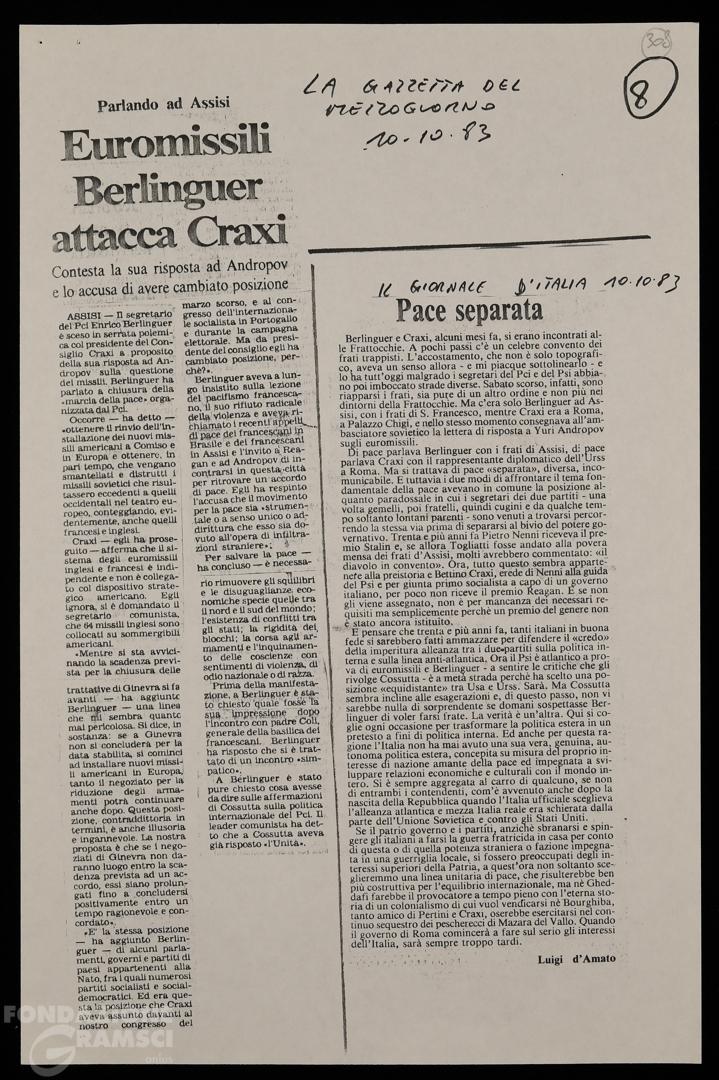 308
8
LA GAZZETTA DEL
MEZZOGIORNO
10-10-83
Parlando ad Assisi
Euromissili
Berlinguer
attacca Craxi
Contesta la sua risposta ad Andropov
e lo accusa di avere cambiato posizione
ASSISI — Il segretario
del Pci Enrico Berlinguer
è sceso in serrata polemi-
ca col presidente del Con-
siglio Craxi a proposito
della sua risposta ad An-
dropov sulla questione
dei missili. Berlinguer ha
parlato a chiusura della
«marcia della pace» orga-
nizzata dal Pci.
Occorre — ha detto —
«ottenere il rinvio dell'in-
stallazione dei nuovi mis-
sili americani a Comiso e
in Europa e ottenere, in
pari tempo, che vengano
smantellati e distrutti i
missili sovietici che risul-
tassero eccedenti a quelli
occidentali nel teatro eu-
ropeo, conteggiando, evi-
dentemente, anche quelli
francesi e inglesi.
Craxi — egli ha prose-
guito — afferma che il si-
stema degli euromissili
inglesi e francesi è indi-
pendente e non è collega-
to col dispositivo strate-
gico americano. Egli
ignora, si è domandato il
segretario comunista,
che 64 missili inglesi sono
collocati su sommergibili
americani.
«Mentre si sta avvici-
nando la scadenza previ-
sta per la chiusura delle
trattative di Ginevra si fa
avanti — ha aggiunto
Berlinguer — una linea
che mi sembra quanto
mai pericolosa. Si dice, in
sostanza: se a Ginevra
non si concluderà per la
data stabilita, si cominci
ad installare nuovi missi-
li americani in Europa,
tanto il negoziato per la
riduzione degli arma-
menti potrà continuare
anche dopo. Questa posi-
zione, contraddittoria in
termini, è anche illusoria
e ingannevole. La nostra
proposta è che se i nego-
ziati di Ginevra non da-
ranno luogo entro la sca-
denza prevista ad un ac-
cordo, essi siano prolun-
gati fino a concludersi
positivamente entro un
tempo ragionevole e con-
cordato».
«E' la stessa posizione
— ha aggiunto Berlin-
guer — di alcuni parla-
menti, governi e partiti di
paesi appartenenti alla
Nato, fra i quali numerosi
partiti socialisti e social-
democratici. Ed era que-
sta la posizione che Craxi
aveva assunto davanti al
nostro congresso del
marzo scorso, e al con-
gresso dell'internaziona-
le socialista in Portogallo
e durante la campagna
elettorale. Ma da presi-
dente del consiglio egli ha
cambiato posizione, per-
chè?».
Berlinguer aveva a lun-
go insistito sulla lezione
del pacifismo francesca-
no, il suo rifiuto radicale
della violenza e aveva ri-
chiamato i recenti appelli
di pace dei francescani in
Brasile e dei francescani
in Assisi e l'invito a Rea-
gan e ad Andropov di in-
contrarsi in questa città
per ritrovare un accordo
di pace. Egli ha respinto
l'accusa che il movimento
per la pace sia «strumen-
tale o a senso unico o ad-
dirittura che esso sia do-
vuto all'opera di infiltra-
zioni straniere»;
Per salvare la pace —
ha concluso — è necessa-
rio rimuovere gli squilibri
e le disuguaglianze eco-
nomiche specie quelle tra
il nord e il sud del mondo;
l'esistenza di conflitti tra
gli stati; la rigidità dei
blocchi; la corsa agli ar-
mamenti e l'inquinamen-
to delle coscienze con
sentimenti di violenza, di
odio nazionale o di razza.
Prima della manifesta-
zione, a Berlinguer è sta-
to chiesto quale fosse la
sua impressione dopo
l'incontro con padre Coli,
generale della basilica dei
francescani. Berlinguer
ha risposto che si è trat-
tato di un incontro «sim-
patico».
A Berlinguer è stato
pure chiesto cosa avesse
da dire sulle affermazioni
di Cossutta sulla politica
internazionale del Pci. Il
leader comunista ha det-
to che a Cossutta aveva
già risposto «l'Unità».
IL GIORNALE D'ITALIA 10.10.83
Pace separata
Berlinguer e Craxi, alcuni mesi fa, si erano incontrati al-
le Frattocchie. A pochi passi c'è un celebre convento dei
frati trappisti. L'accostamento, che non è solo topografi-
co, aveva un senso allora - e mi piacque sottolinearlo - e
lo ha tutt'oggi malgrado i segretari del Pci e del Psi abbia-
no poi imboccato strade diverse. Sabato scorso, infatti, sono
riapparsi i frati, sia pure di un altro ordine e non più nei
dintorni della Frattocchie. Ma c'era solo Berlinguer ad As-
sisi, con i frati di S. Francesco, mentre Craxi era a Roma,
a Palazzo Chigi, e nello stesso momento consegnava all'am-
basciatore sovietico la lettera di risposta a Yuri Andropov
sugli euromissili.
Di pace parlava Berlinguer con i frati di Assisi, di pace
parlava Craxi con il rappresentante diplomatico dell'Urss
a Roma. Ma si trattava di pace «separata», diversa, inco-
municabile. E tuttavia i due modi di affrontare il tema fon-
damentale della pace avevano in comune la posizione al-
quanto paradossale in cui i segretari dei due partiti - una
volta gemelli, poi fratelli, quindi cugini e da qualche tem-
po soltanto lontani parenti - sono venuti a trovarsi percor-
rendo la stessa via prima di separarsi al bivio del potere go-
vernativo. Trenta e più anni fa Pietro Nenni riceveva il pre-
mio Stalin e, se allora Togliatti fosse andato alla povera
mensa dei frati d'Assisi, molti avrebbero commentato: «il
diavolo in convento». Ora, tutto questo sembra apparte-
nere alla preistoria e Bettino Craxi, erede di Nenni alla guida
del Psi e per giunta primo socialista a capo di un governo
italiano, per poco non riceve il premio Reagan. E se non
gli viene assegnato, non è per mancanza dei necessari re-
quisiti ma semplicemente perchè un premio del genere non
è stato ancora istituito.
E pensare che trenta e più anni fa, tanti italiani in buona
fede si sarebbero fatti ammazzare per difendere il «credo»
della imperitura alleanza tra i due partiti sulla politica in-
terna e sulla linea anti-atlantica. Ora il Psi è atlantico a pro-
va di euromissili e Berlinguer - a sentire le critiche che gli
rivolge Cossutta - è a metà strada perchè ha scelto una po-
sizione «equidistante» tra Usa e Urss. Sarà. Ma Cossutta
sembra incline alle esagerazioni e, di questo passo, non vi
sarebbe nulla di sorprendente se domani sospettasse Ber-
linguer di voler farsi frate. La verità è un'altra. Qui si co-
glie ogni occasione per trasformare la politica estera in un
pretesto a fini di politica interna. Ed anche per questa ra-
gione l'Italia non ha mai avuto una sua vera, genuina, au-
tonoma politica estera, concepita su misura del proprio in-
teresse di nazione amante della pace ed impegnata a svi-
luppare relazioni economiche e culturali con il mondo in-
tero. Si è sempre aggregata al carro di qualcuno, se non
di entrambi i contendenti, com'è avvenuto anche dopo la
nascita della Repubblica quando l'Italia ufficiale sceglieva
l'alleanza atlantica e mezza Italia reale era schierata dalla
parte dell'Unione Sovietica e contro gli Stati Uniti.
Se il patrio governo e i partiti, anzichè sbranarsi e spin-
gere gli italiani a farsi la guerra fratricida in casa per conto
di questa o di quella potenza straniera o fazione impegna-
ta in una guerriglia locale, si fossero preoccupati degli in-
teressi superiori della Patria, a quest'ora non soltanto sce-
glieremmo una linea unitaria di pace, che risulterebbe ben
più costruttiva per l'equilibrio internazionale, ma nè Ghed-
dafi farebbe il provocatore a tempo pieno con l'eterna sto-
ria di un colonialismo di cui vuol vendicarsi nè Bourghiba,
tanto amico di Pertini e Craxi, oserebbe esercitarsi nel con-
tinuo sequestro dei pescherecci di Mazara del Vallo. Quando
il governo di Roma comincerà a fare sul serio gli interessi
dell'Italia, sarà sempre troppo tardi.
Luigi d'Amato
GRAMSCI
onlus